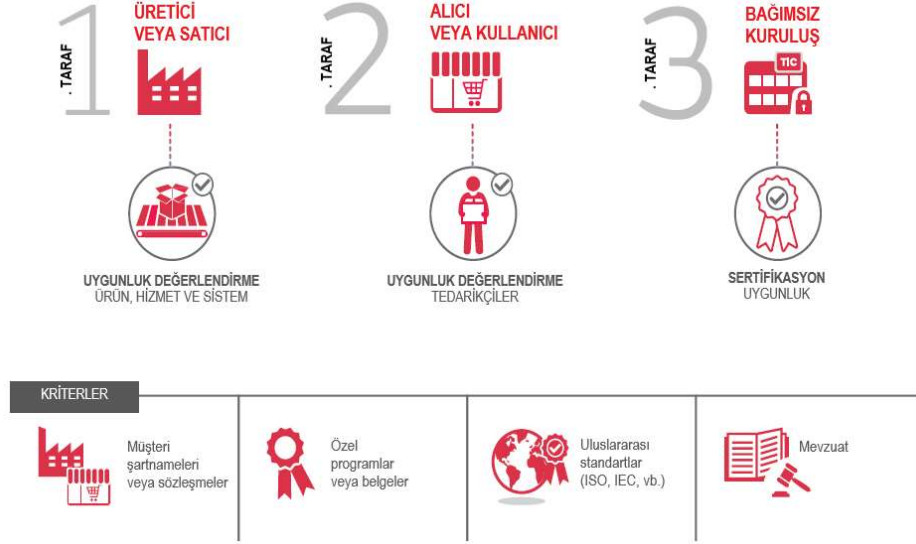 1. TARAF
ÜRETİCİ
VEYA SATICI
UYGUNLUK DEĞERLENDİRME
ÜRÜN, HİZMET VE SİSTEM
2. TARAF
ALICI
VEYA KULLANICI
UYGUNLUK DEĞERLENDİRME
TEDARİKÇİLER
3. TARAF
BAĞIMSIZ
KURULUŞ
TIC
SERTİFİKASYON
UYGUNLUK
KRİTERLER
Müşteri
şartnameleri
veya sözleşmeler
Özel
programlar
veya belgeler
Uluslararası
standartlar
(ISO, IEC, vb.)
Mevzuat